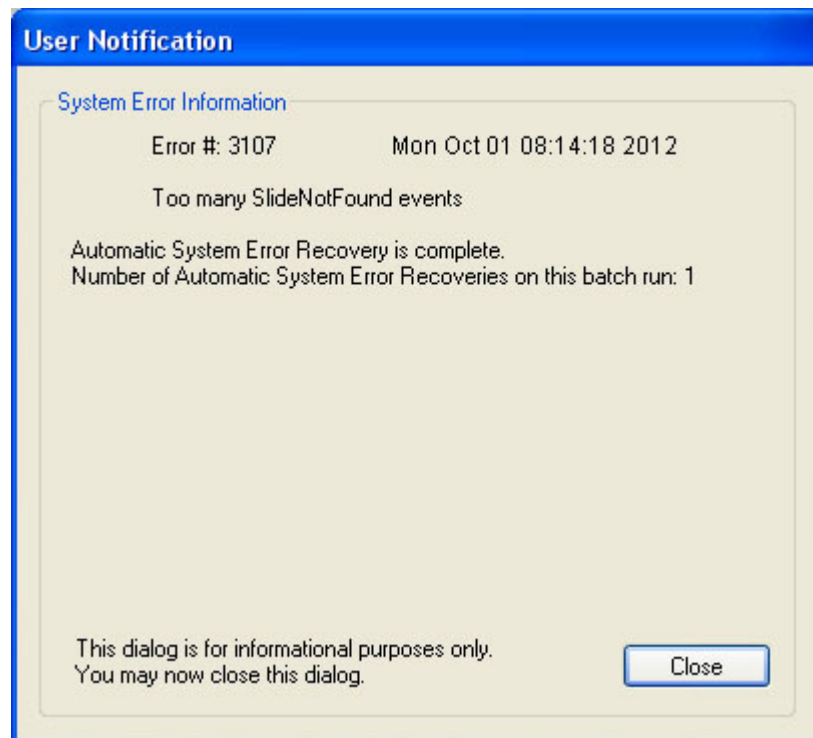 User Notification
System Error Information
Error #: 3107 Mon Oct 01 08:14:18 2012
Too many SlideNotFound events
Automatic System Error Recovery is complete.
Number of Automatic System Error Recoveries on this batch run: 1
This dialog is for informational purposes only.
You may now close this dialog.
Close